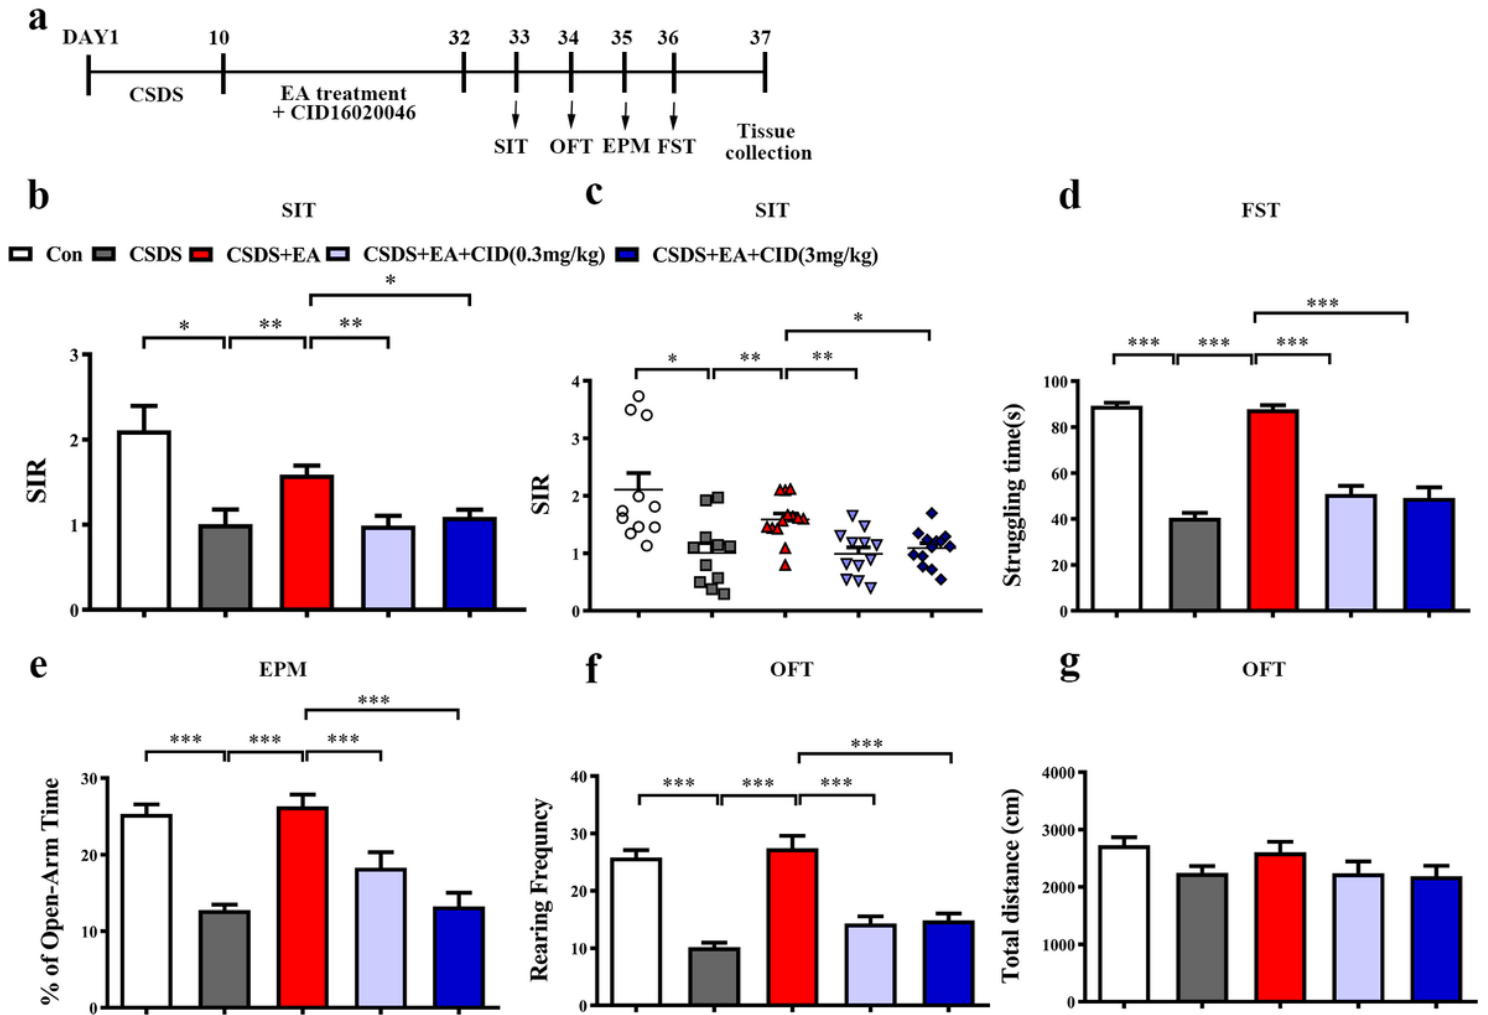 a
DAY1 10 32 33 34 35 36 37
CSDS
EA treatment
+ CID16020046
SIT OFT EPM FST
Tissue
collection
b
SIT
Con CSDS CSDS+EA CSDS+EA+CID(0.3mg/kg) CSDS+EA+CID(3mg/kg)
*
* ** **
3
2
1
0
SIR
c
SIT
*
* ** **
4
3
2
1
0
SIR
d
FST
***
*** *** ***
100
80
60
40
20
0
Struggling time(s)
e
EPM
***
*** *** ***
30
20
10
0
% of Open-Arm Time
f
OFT
***
*** *** ***
40
30
20
10
0
Rearing Frequncy
g
OFT
4000
3000
2000
1000
0
Total distance (cm)